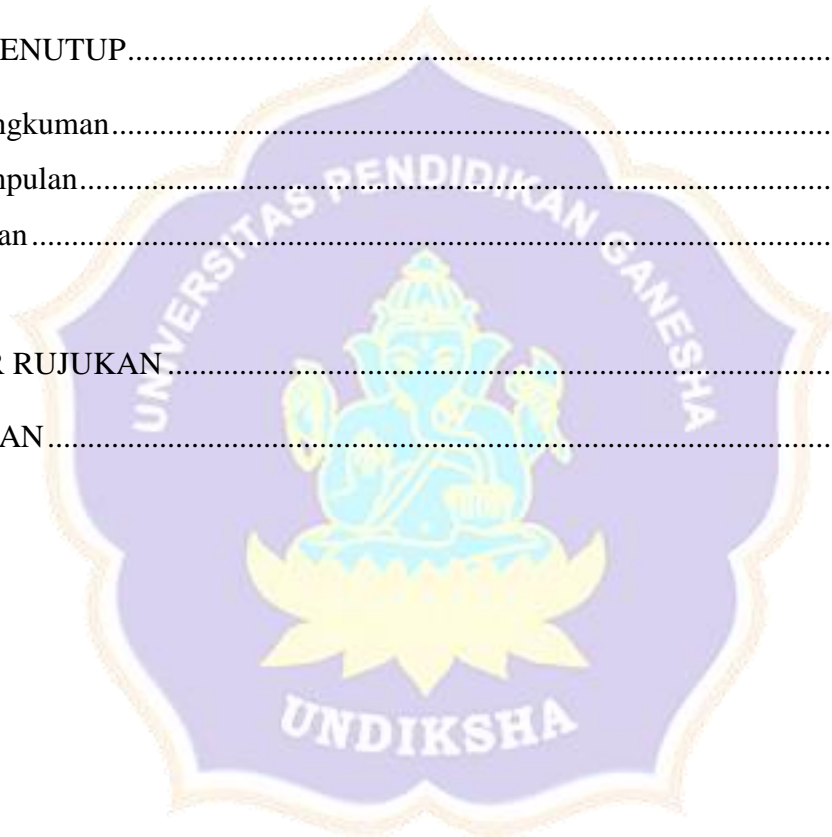 ENUTUP
ngkuman
npulan
an
R RUJUKAN
AN
UNIVERSITAS PENDIDIKAN GANESHA
UNDIKSHA